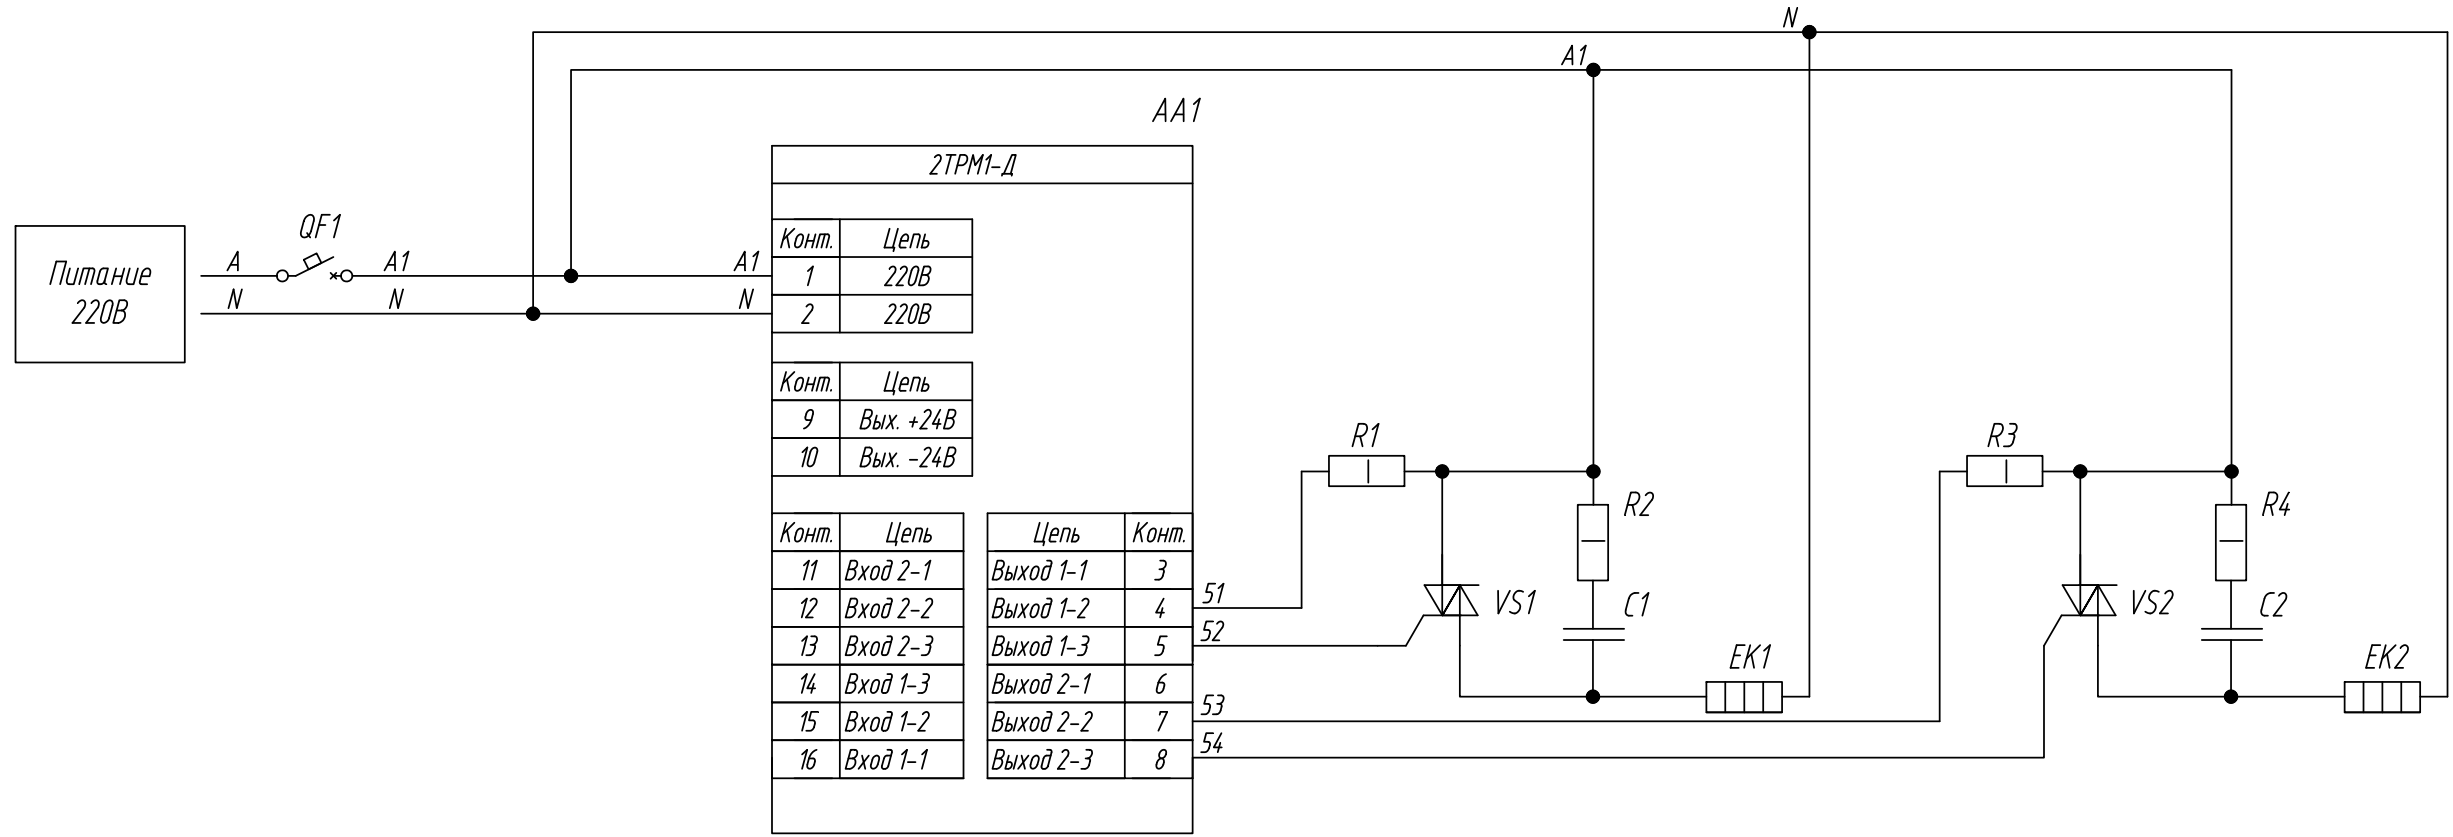 N
A1
AA1
2ТРМ1-Д
Питание
220В
QF1
A
A1
A1
N
N
N
Конт. Цепь
1 220В
2 220В
Конт. Цепь
9 Вых. +24В
10 Вых. -24В
Конт. Цепь
11 Вход 2-1
12 Вход 2-2
13 Вход 2-3
14 Вход 1-3
15 Вход 1-2
16 Вход 1-1
Цепь Конт.
Выход 1-1 3
Выход 1-2 4
Выход 1-3 5
Выход 2-1 6
Выход 2-2 7
Выход 2-3 8
51
52
53
54
R1
R2
VS1
C1
EK1
R3
R4
VS2
C2
EK2